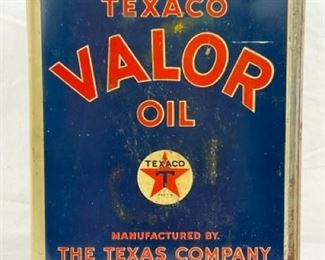 TEXACO
VALOR
OIL
TEXACO
T
MANUFACTURED BY
THE TEXAS COMPANY